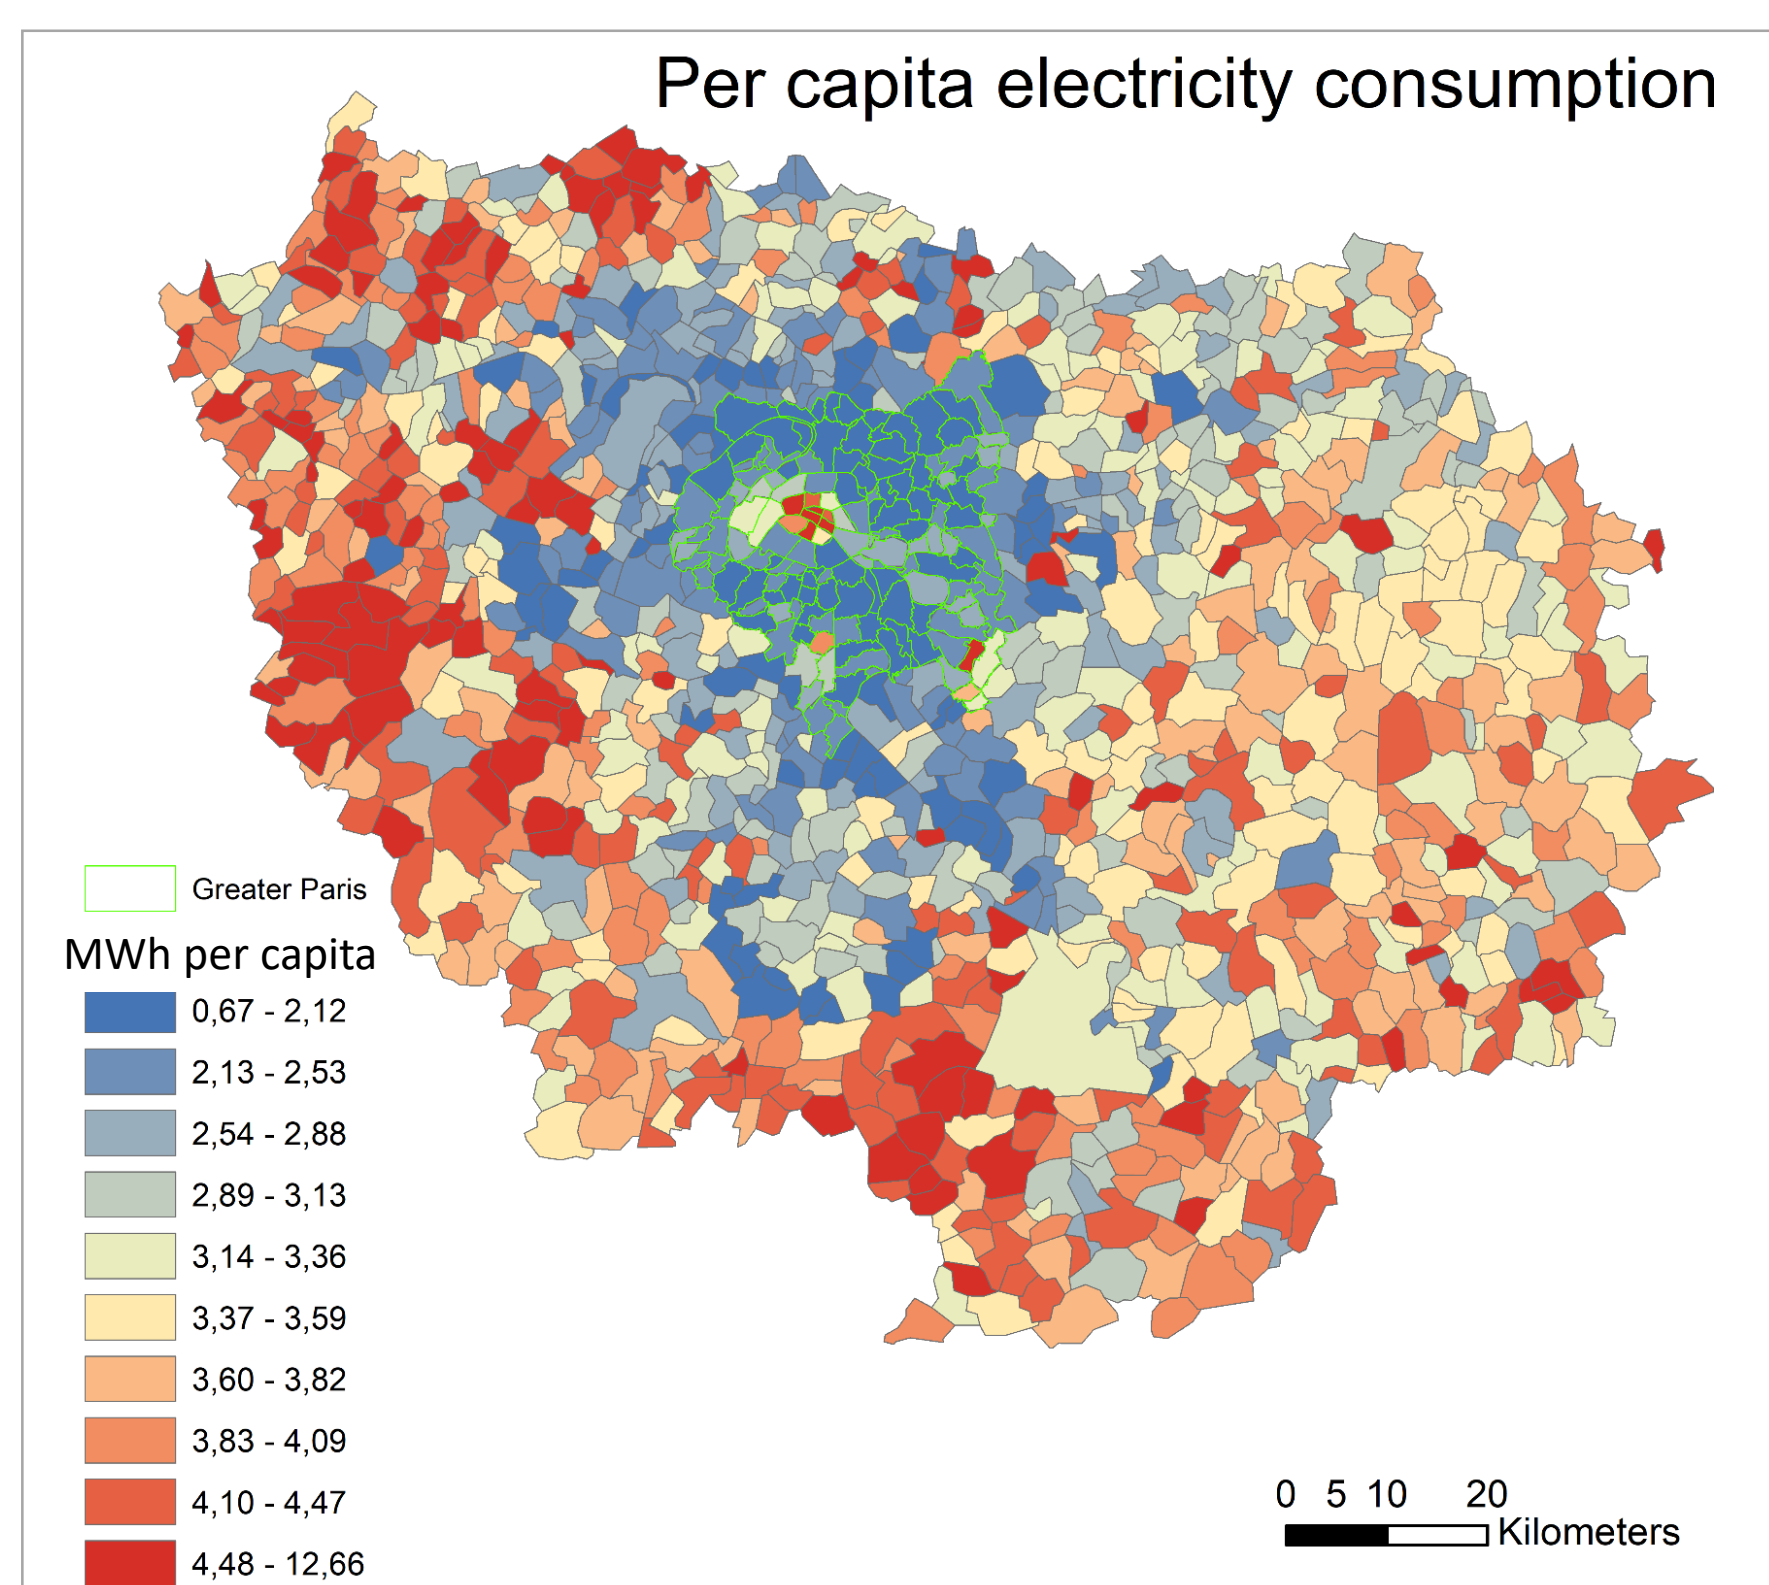 Per capita electricity consumption
Greater Paris
MWh per capita
0,67 - 2,12
2,13 - 2,53
2,54 - 2,88
2,89 - 3,13
3,14 - 3,36
3,37 - 3,59
3,60 - 3,82
3,83 - 4,09
4,10 - 4,47
4,48 - 12,66
0 5 10 20
Kilometers